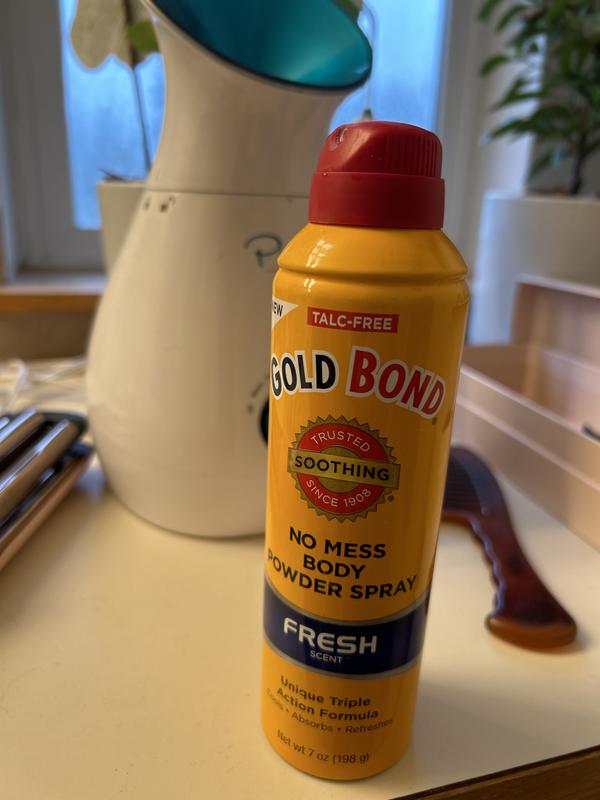 TALC-FREE
GOLD BOND
TRUSTED
SOOTHING
SINCE 1908
NO MESS
BODY
POWDER SPRAY
FRESH
SCENT
Unique Triple
Action Formula
Cools • Absorbs • Refreshes
Net wt 7 oz (198 g)